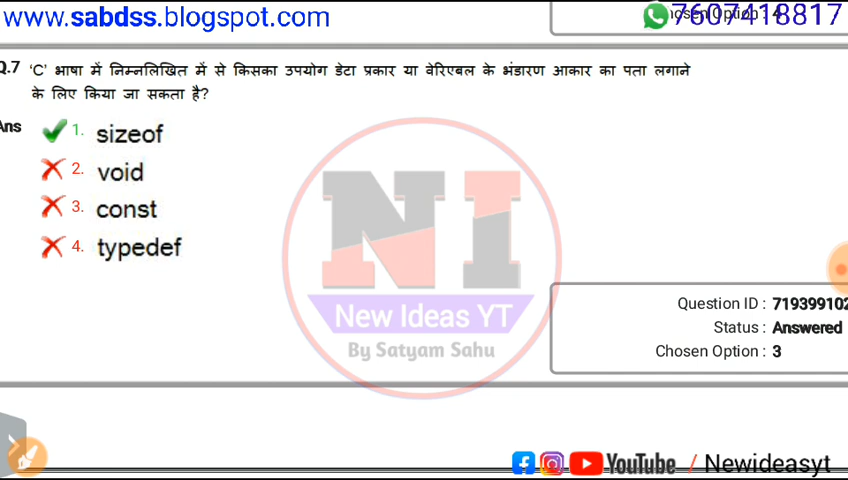 www.sabdss.blogspot.com
7607418817
Q.7 'C' भाषा में निम्नलिखित में से किसका उपयोग डेटा प्रकार या वेरिएबल के भंडारण आकार का पता लगाने
के लिए किया जा सकता है?
Ans
1. sizeof
2. void
3. const
4. typedef
NI
New Ideas YT
By Satyam Sahu
Question ID : 719399102
Status : Answered
Chosen Option : 3
YouTube / Newideasyt